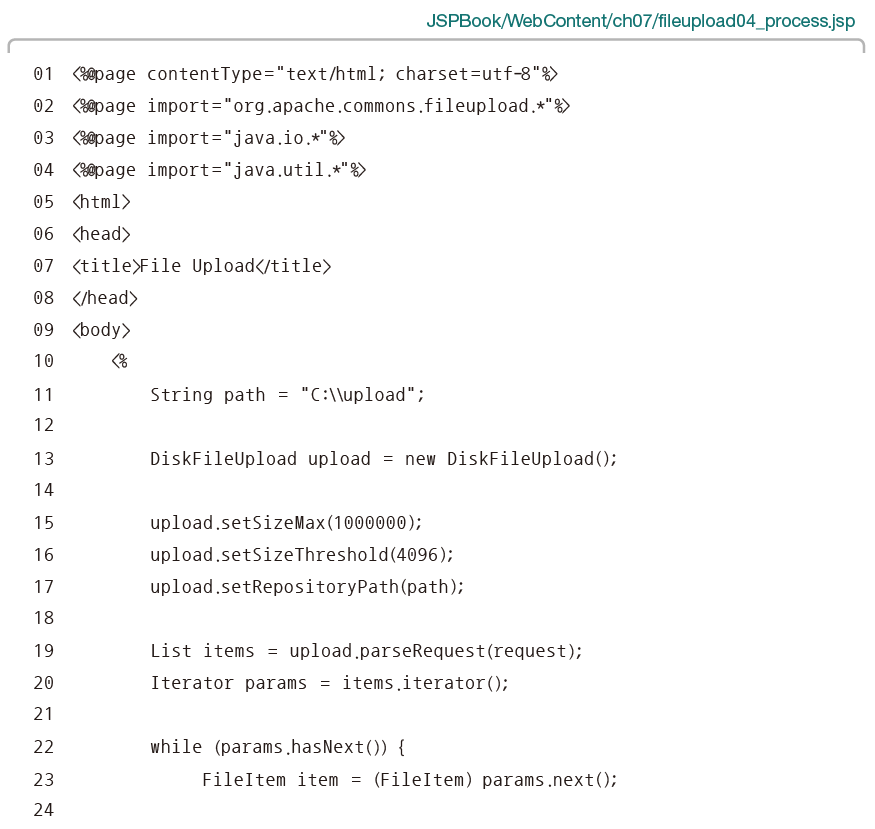 JSPBook/WebContent/ch07/fileupload04_process.jsp
01 <%@page contentType="text/html; charset=utf-8"%>
02 <%@page import="org.apache.commons.fileupload.*"%>
03 <%@page import="java.io.*"%>
04 <%@page import="java.util.*"%>
05 <html>
06 <head>
07 <title>File Upload</title>
08 </head>
09 <body>
10 <%
11 String path = "C:\\upload";
12
13 DiskFileUpload upload = new DiskFileUpload();
14
15 upload.setSizeMax(1000000);
16 upload.setSizeThreshold(4096);
17 upload.setRepositoryPath(path);
18
19 List items = upload.parseRequest(request);
20 Iterator params = items.iterator();
21
22 while (params.hasNext()) {
23 FileItem item = (FileItem) params.next();
24